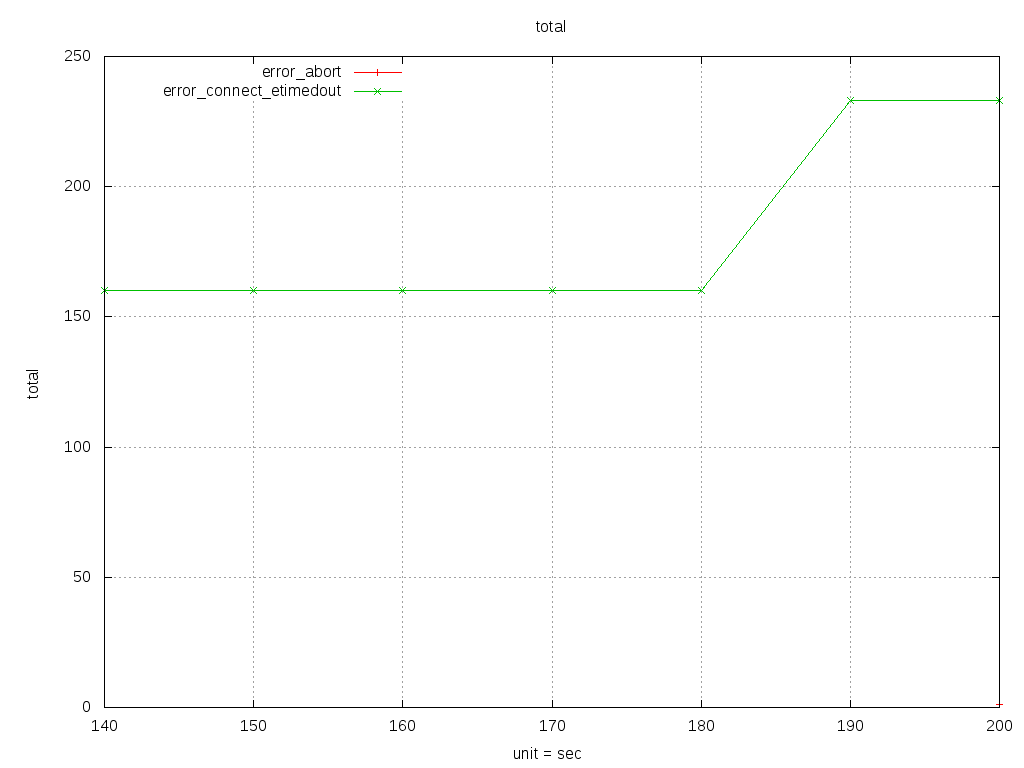 total
250
error_abort
error_connect_etimedout
200
150
total
100
50
0
140 150 160 170 180 190 200
unit = sec